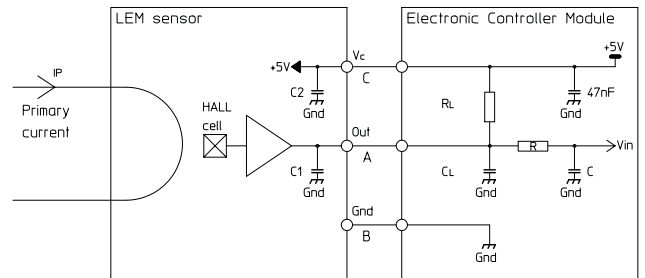 LEM sensor
Electronic Controller Module
IP
Primary
current
HALL
cell
+5V
C2
Gnd
C1
Gnd
Vc
C
Out
A
Gnd
B
+5V
RL
47nF
Gnd
R
Vin
CL
Gnd
C
Gnd
Gnd